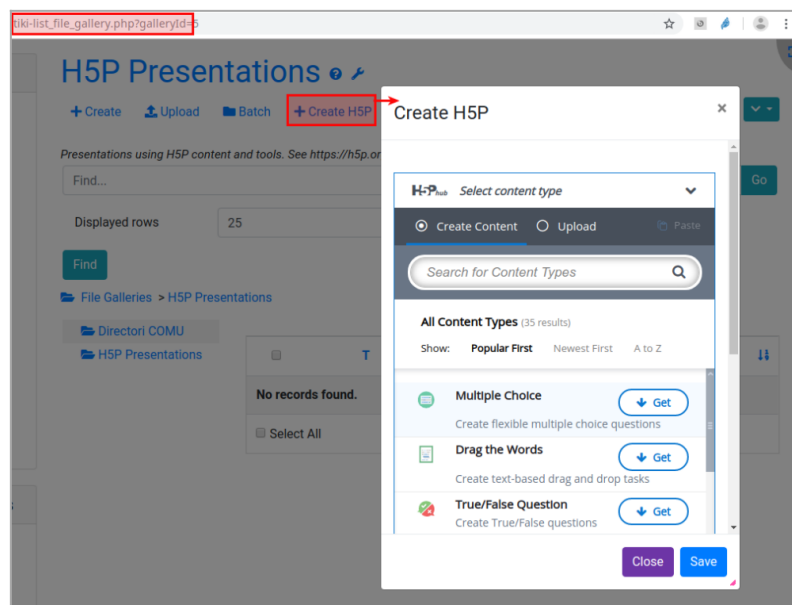 tiki-list_file_gallery.php?galleryId=5
H5P Presentations
Create Upload Batch Create H5P
Presentations using H5P content and tools. See https://h5p.or
Find...
Go
Displayed rows 25
Find
File Galleries > H5P Presentations
Directori COMU
H5P Presentations
T
No records found.
Select All
Create H5P ×
H5Phub Select content type
Create Content Upload Paste
Search for Content Types
All Content Types (35 results)
Show: Popular First Newest First A to Z
Multiple Choice
Get
Create flexible multiple choice questions
Drag the Words
Get
Create text-based drag and drop tasks
True/False Question
Get
Create True/False questions
Close Save